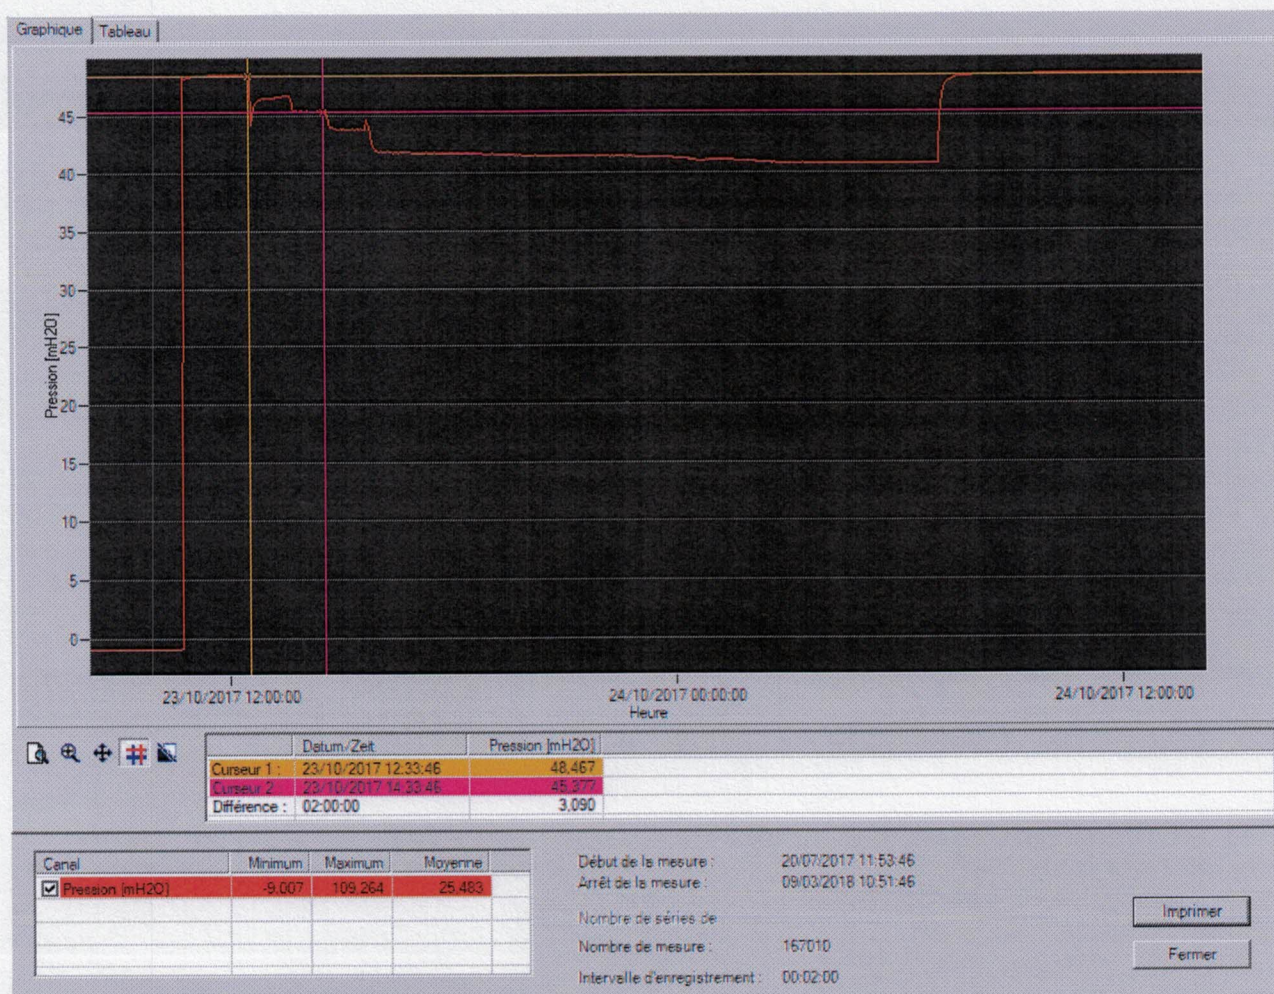 Graphique Tableau
45
40
35
30
25
20
15
10
5
0
Pression [mH2O]
23/10/2017 12:00:00 24/10/2017 00:00:00 24/10/2017 12:00:00
Heure
Datum/Zeit Pression [mH2O]
Curseur 1 : 23/10/2017 12:33:46 48,467
Curseur 2 23/10/2017 14:33:46 45,377
Différence : 02:00:00 3,090
Canal Minimum Maximum Moyenne
Pression [mH2O] -9,007 109,264 25,483
Début de la mesure : 20/07/2017 11:53:46
Arrêt de la mesure : 09/03/2018 10:51:46
Nombre de séries de
Nombre de mesure : 167010
Intervalle d'enregistrement : 00:02:00
Imprimer
Fermer